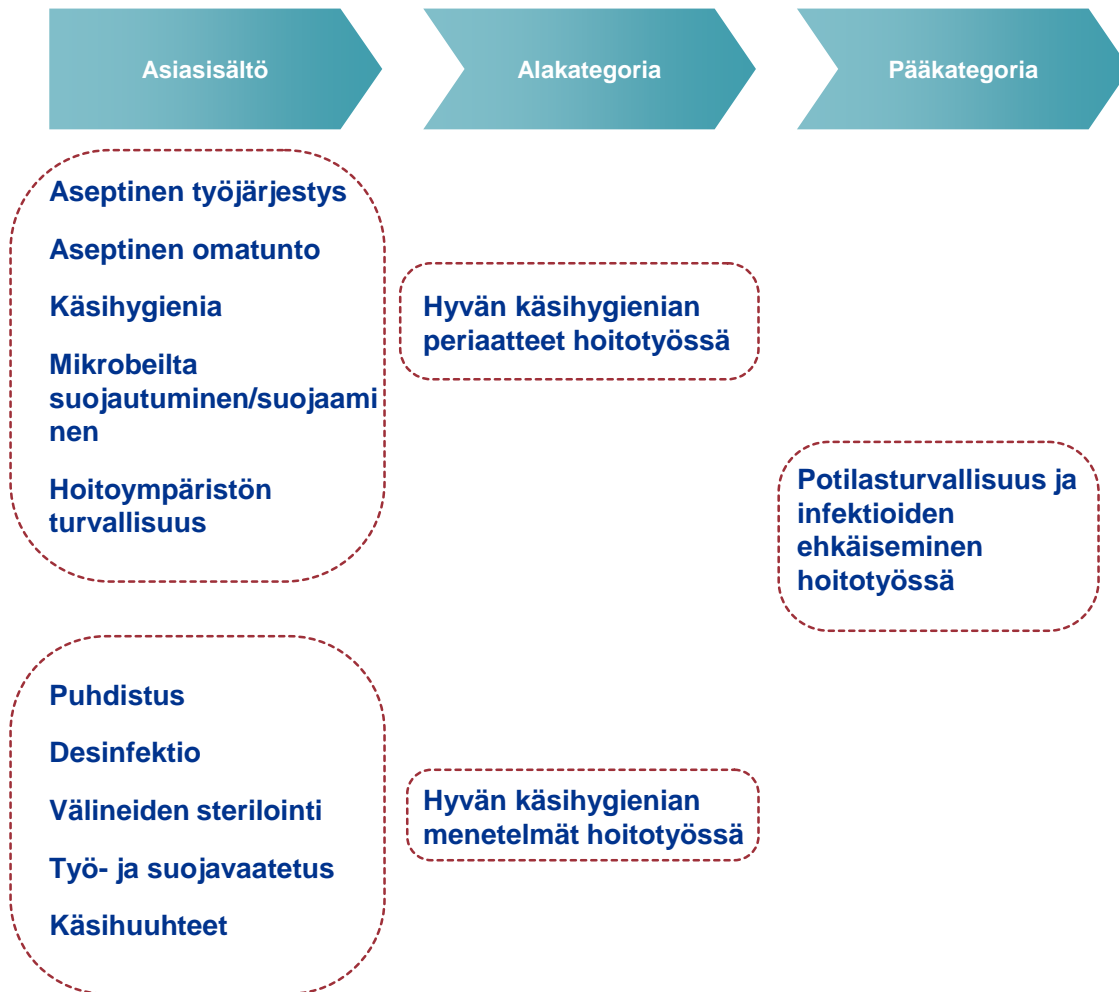 Asiasisältö
Alakategoria
Pääkategoria
Aseptinen työjärjestys
Aseptinen omatunto
Käsihygienia
Mikrobeilta
suojautuminen/suojaami
nen
Hoitoympäristön
turvallisuus
Hyvän käsihygienian
periaatteet hoitotyössä
Potilasturvallisuus ja
infektioiden
ehkäiseminen
hoitotyössä
Puhdistus
Desinfektio
Välineiden sterilointi
Työ- ja suojavaatetus
Käsihuuhteet
Hyvän käsihygienian
menetelmät hoitotyössä